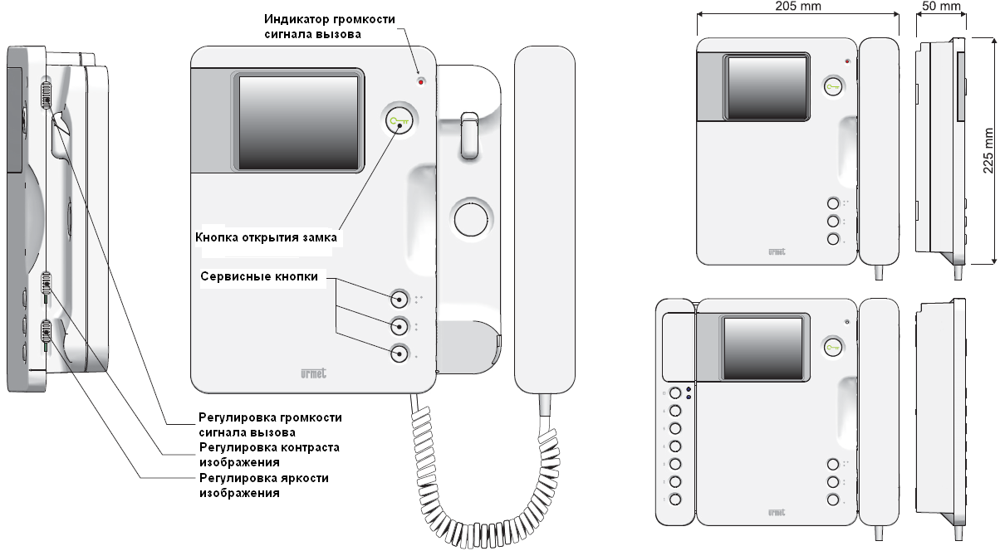 Индикатор громкости
сигнала вызова
Кнопка открытия замка
Сервисные кнопки
urmet
Регулировка громкости
сигнала вызова
Регулировка контраста
изображения
Регулировка яркости
изображения
205 mm
50 mm
225 mm
urmet
urmet